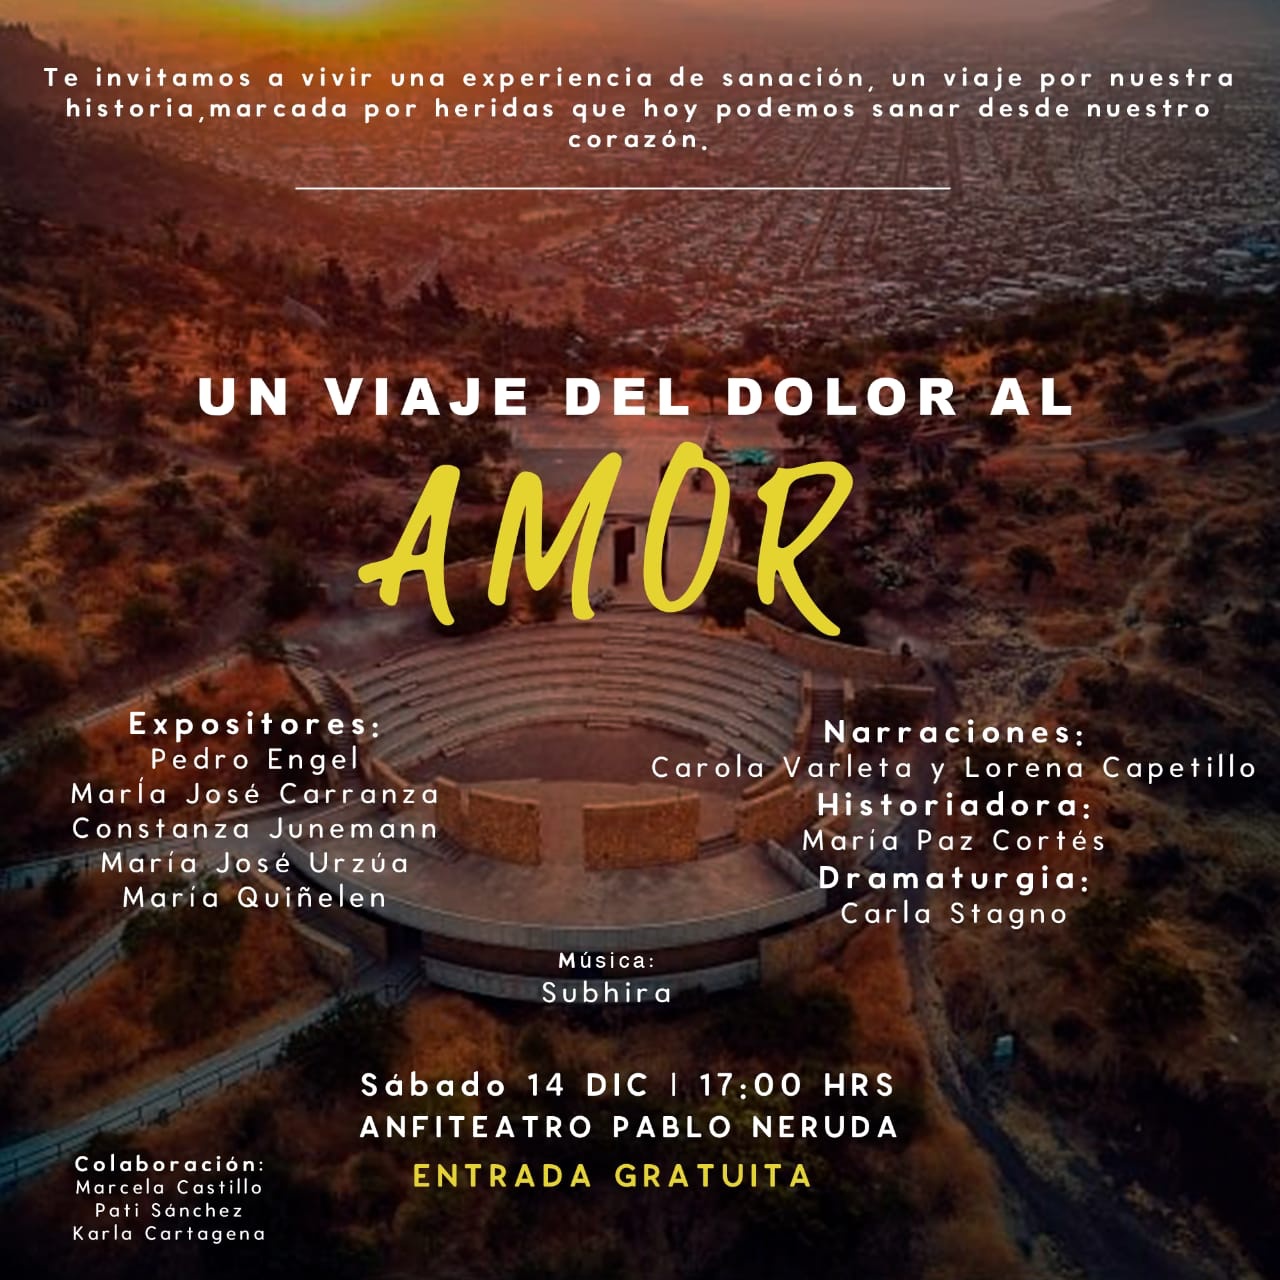 Te invitamos a vivir una experiencia de sanación, un viaje por nuestra
historia,marcada por heridas que hoy podemos sanar desde nuestro
corazón.
UN VIAJE DEL DOLOR AL
AMOR
Expositores:
Pedro Engel
MarÍa José Carranza
Constanza Junemann
María José Urzúa
María Quiñelen
Narraciones:
Carola Varleta y Lorena Capetillo
Historiadora:
María Paz Cortés
Dramaturgia:
Carla Stagno
Música:
Subhira
Sábado 14 DIC | 17:00 HRS
ANFITEATRO PABLO NERUDA
ENTRADA GRATUITA
Colaboración:
Marcela Castillo
Pati Sánchez
Karla Cartagena